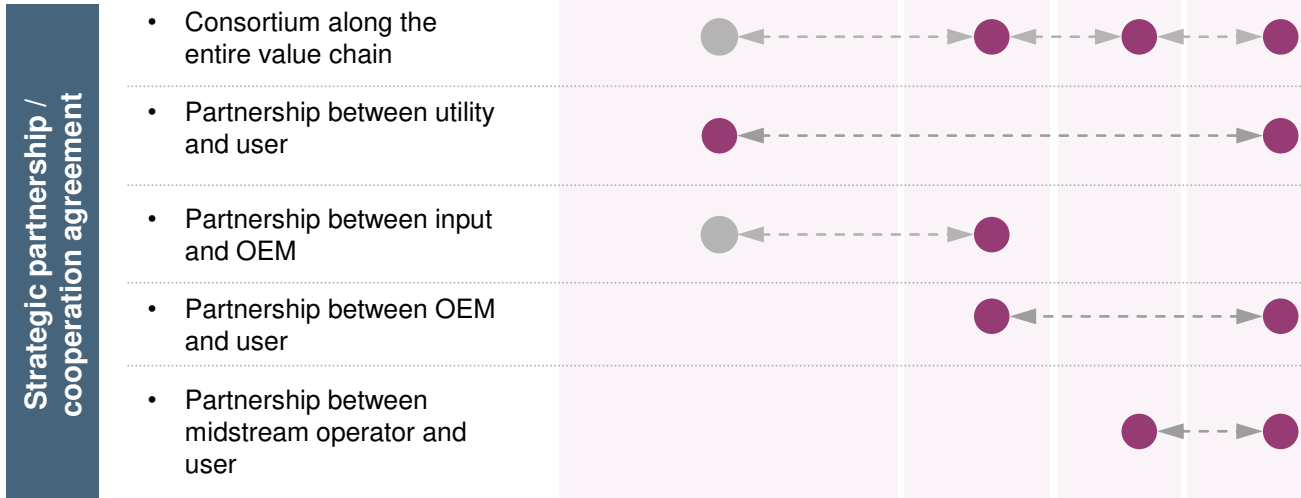 Strategic partnership /
cooperation agreement
• Consortium along the
entire value chain
• Partnership between utility
and user
• Partnership between input
and OEM
• Partnership between OEM
and user
• Partnership between
midstream operator and
user